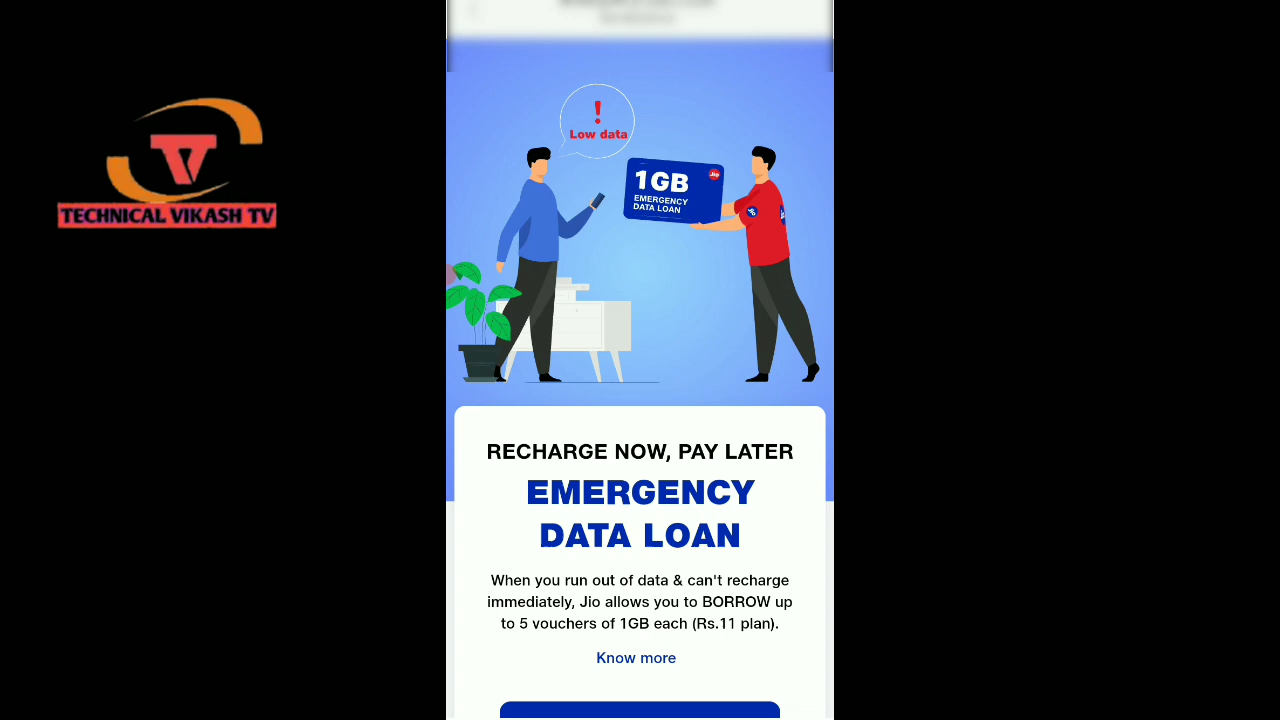 TECHNICAL VIKASH TV
!
Low data
1GB
Jio
EMERGENCY
DATA LOAN
RECHARGE NOW, PAY LATER
EMERGENCY
DATA LOAN
When you run out of data & can't recharge
immediately, Jio allows you to BORROW up
to 5 vouchers of 1GB each (Rs.11 plan).
Know more